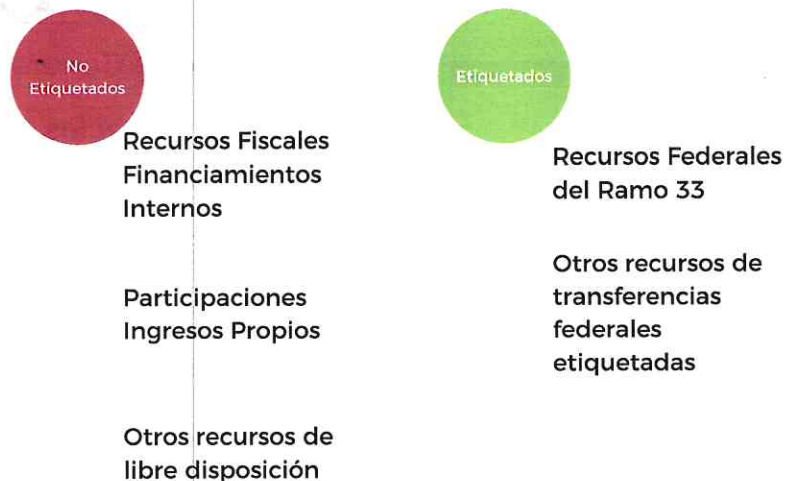 No
Etiquetados
Recursos Fiscales
Financiamientos
Internos
Participaciones
Ingresos Propios
Otros recursos de
libre disposición
Etiquetados
Recursos Federales
del Ramo 33
Otros recursos de
transferencias
federales
etiquetadas